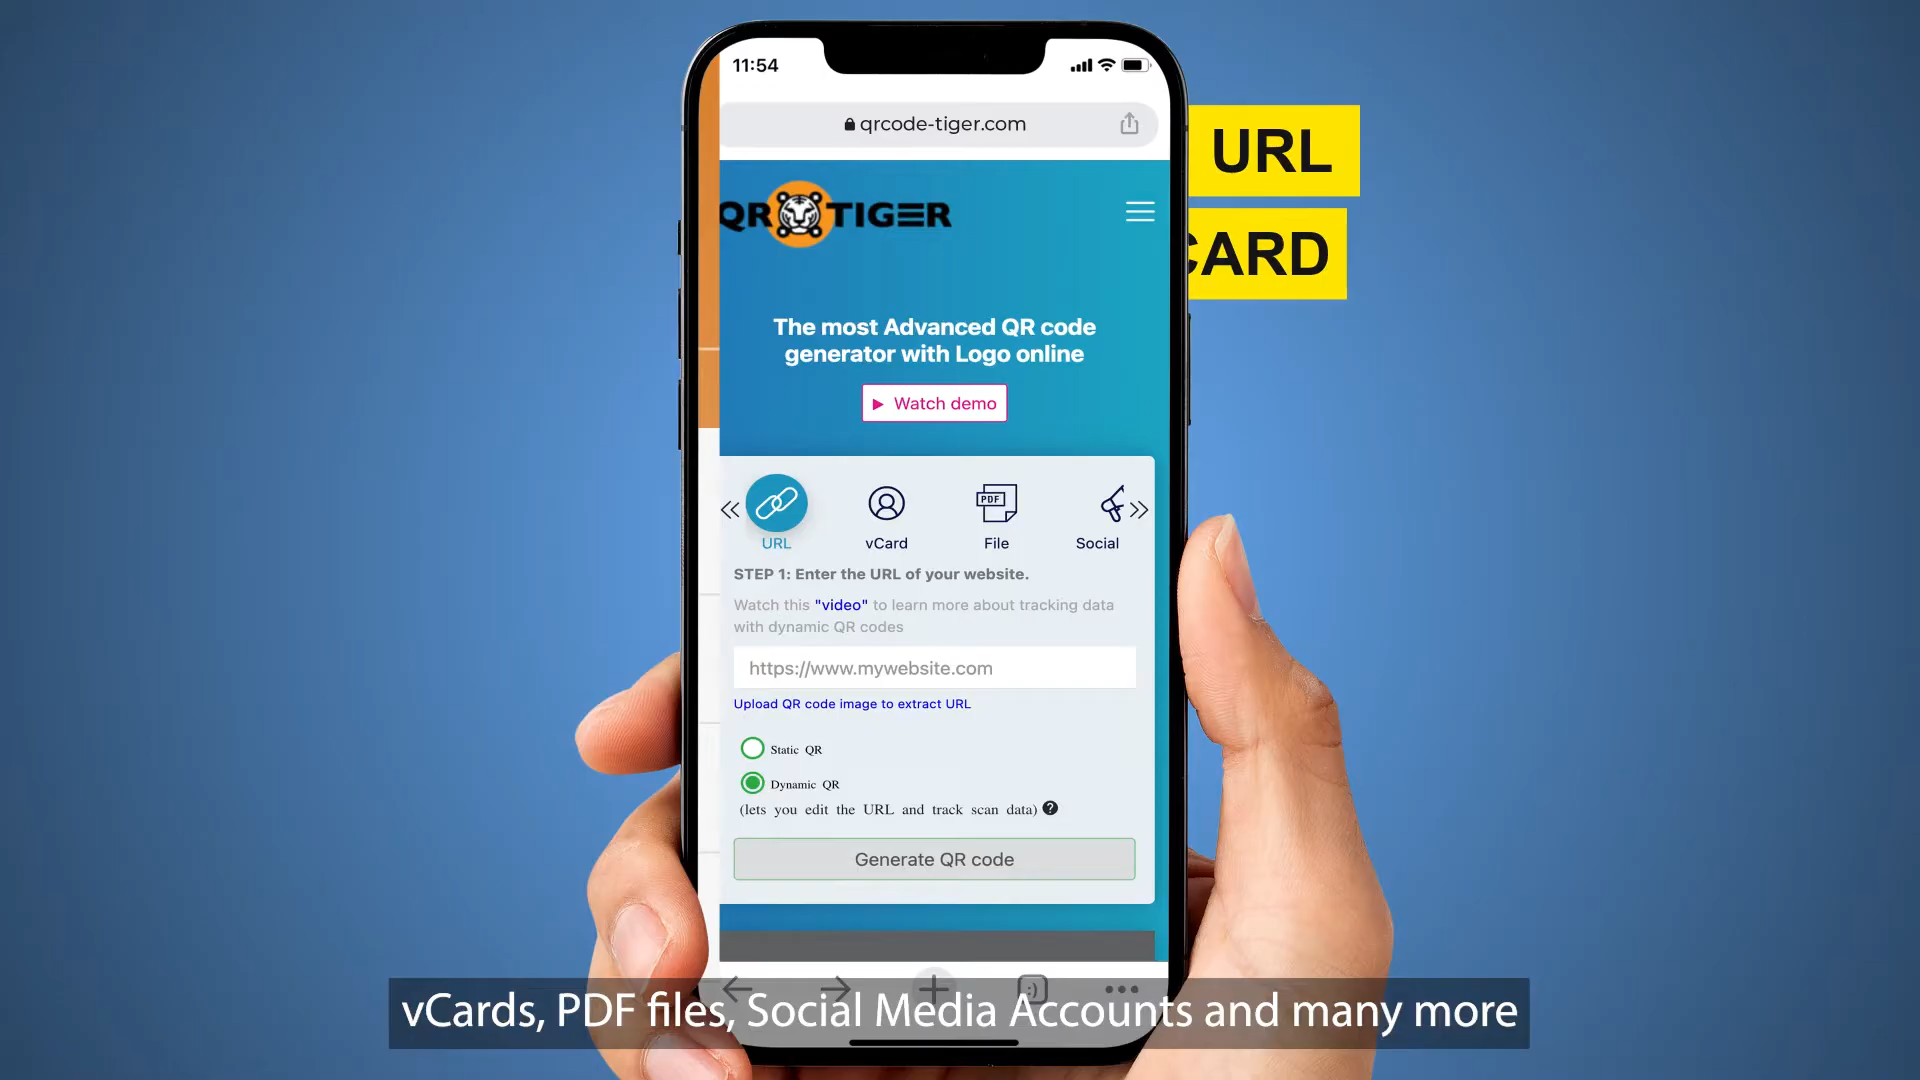 11:54
qrcode-tiger.com
URL
QR TIGER
CARD
The most Advanced QR code
generator with Logo online
Watch demo
PDF
URL
vCard
File
Social
STEP 1: Enter the URL of your website.
Watch this "video" to learn more about tracking data
with dynamic QR codes
https://www.mywebsite.com
Upload QR code image to extract URL
Static QR
Dynamic QR
(lets you edit the URL and track scan data) ?
Generate QR code
:)
vCards, PDF files, Social Media Accounts and many more